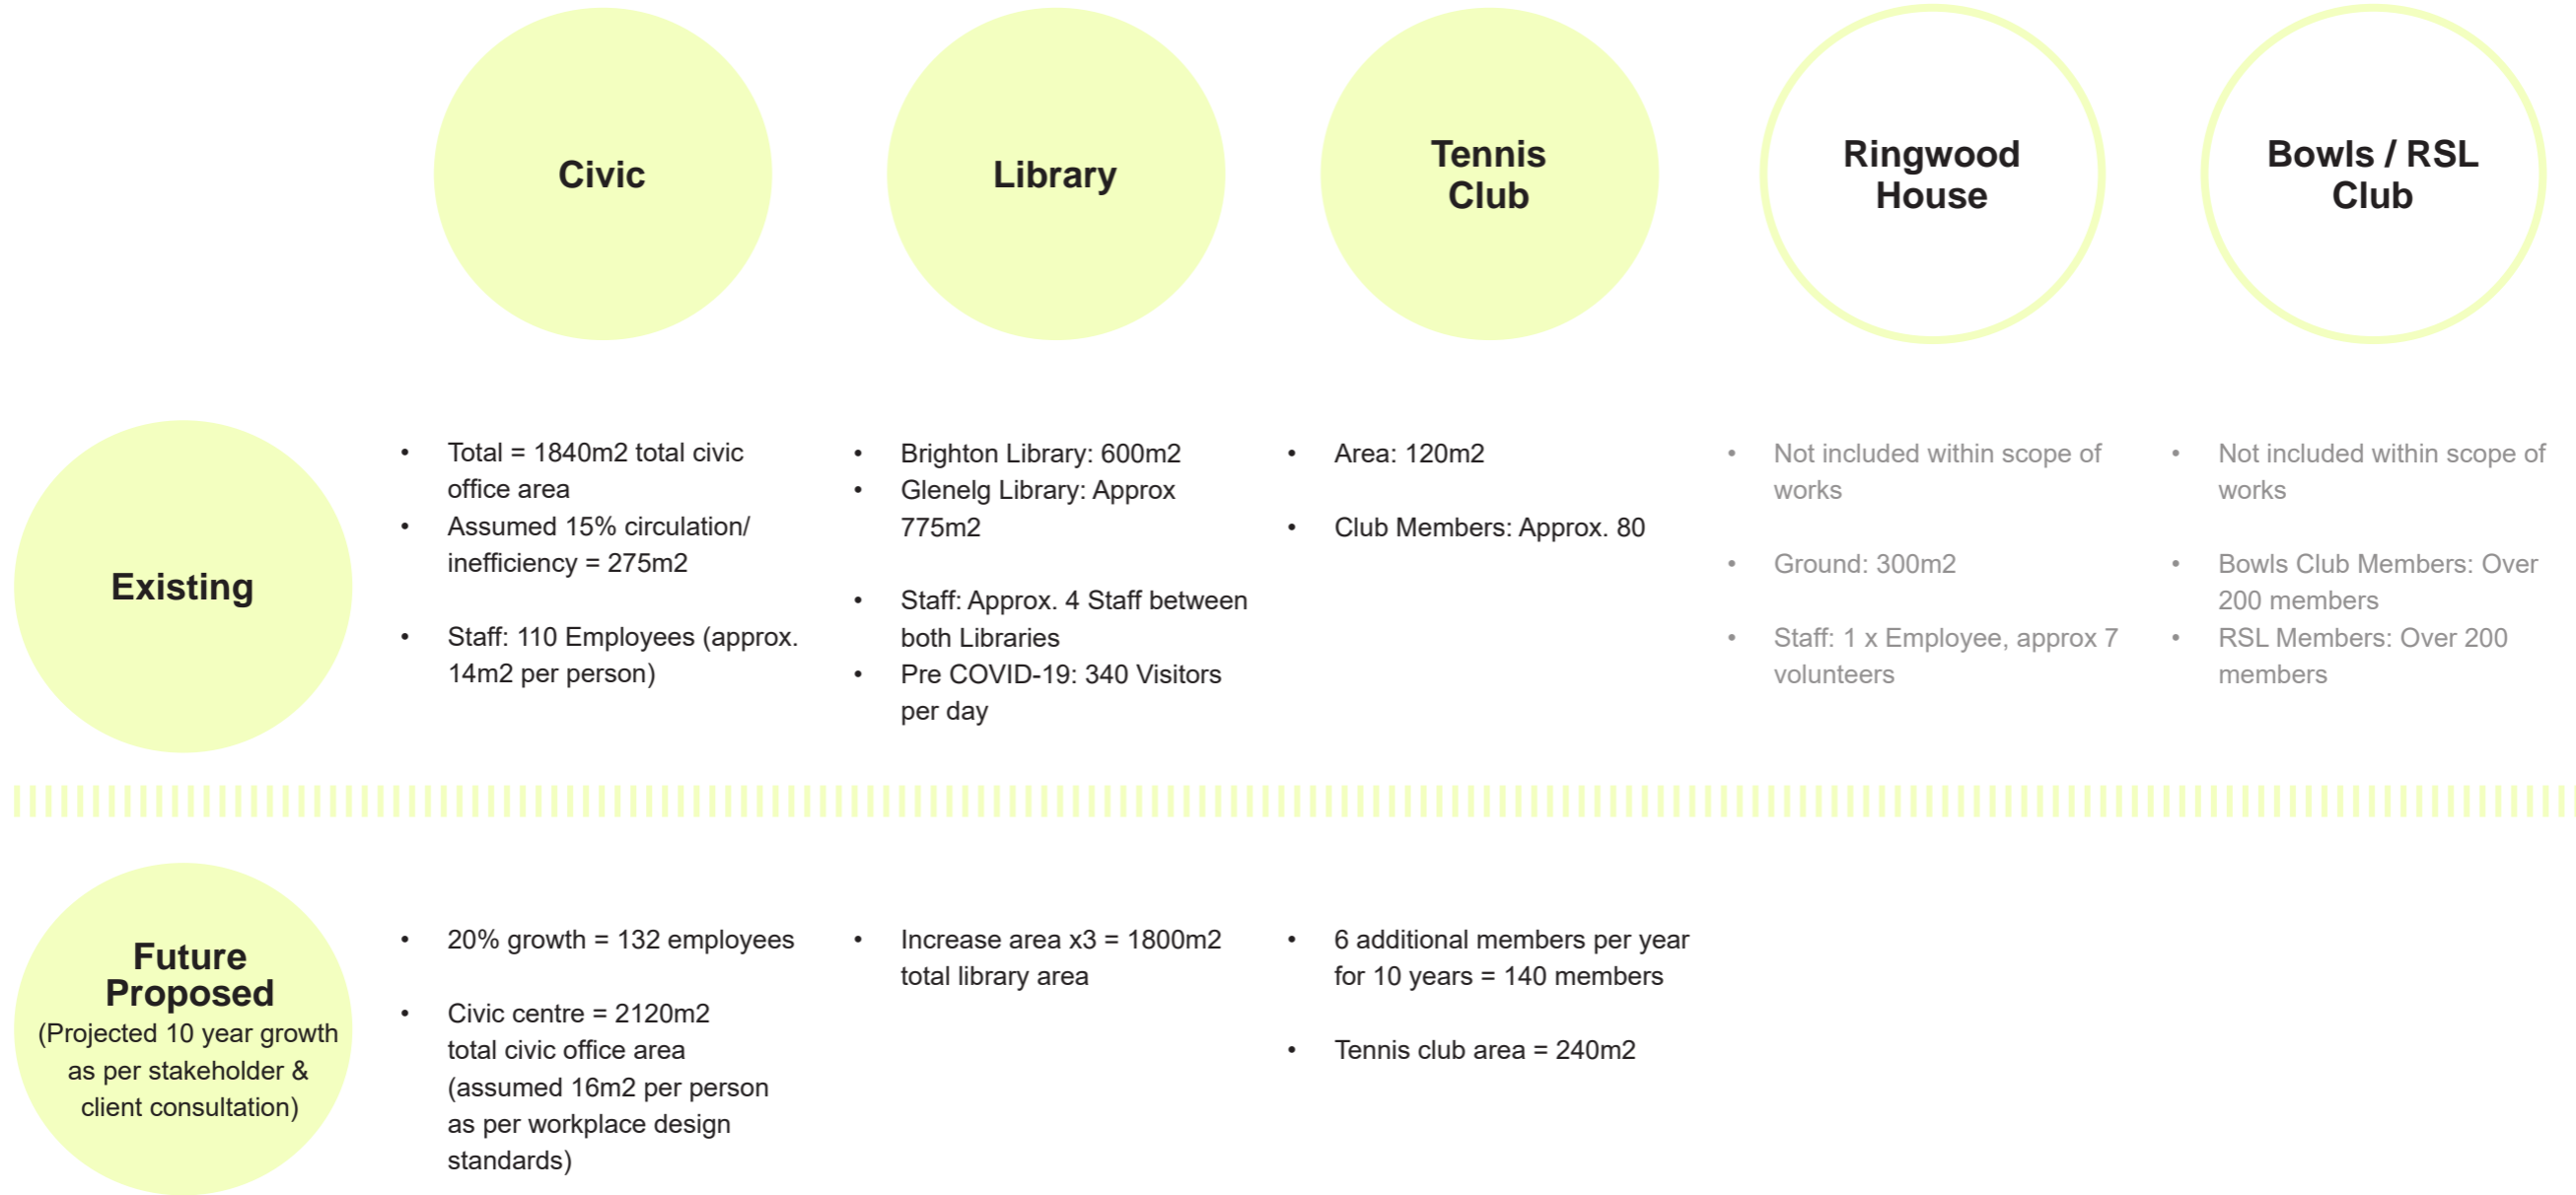 Civic
Library
Tennis
Club
Ringwood
House
Bowls / RSL
Club
Existing
• Total = 1840m2 total civic
office area
• Assumed 15% circulation/
inefficiency = 275m2
• Staff: 110 Employees (approx.
14m2 per person)
• Brighton Library: 600m2
• Glenelg Library: Approx
775m2
• Staff: Approx. 4 Staff between
both Libraries
• Pre COVID-19: 340 Visitors
per day
• Area: 120m2
• Club Members: Approx. 80
• Not included within scope of
works
• Ground: 300m2
• Staff: 1 x Employee, approx 7
volunteers
• Not included within scope of
works
• Bowls Club Members: Over
200 members
• RSL Members: Over 200
members
Future
Proposed
(Projected 10 year growth
as per stakeholder &
client consultation)
• 20% growth = 132 employees
• Civic centre = 2120m2
total civic office area
(assumed 16m2 per person
as per workplace design
standards)
• Increase area x3 = 1800m2
total library area
• 6 additional members per year
for 10 years = 140 members
• Tennis club area = 240m2